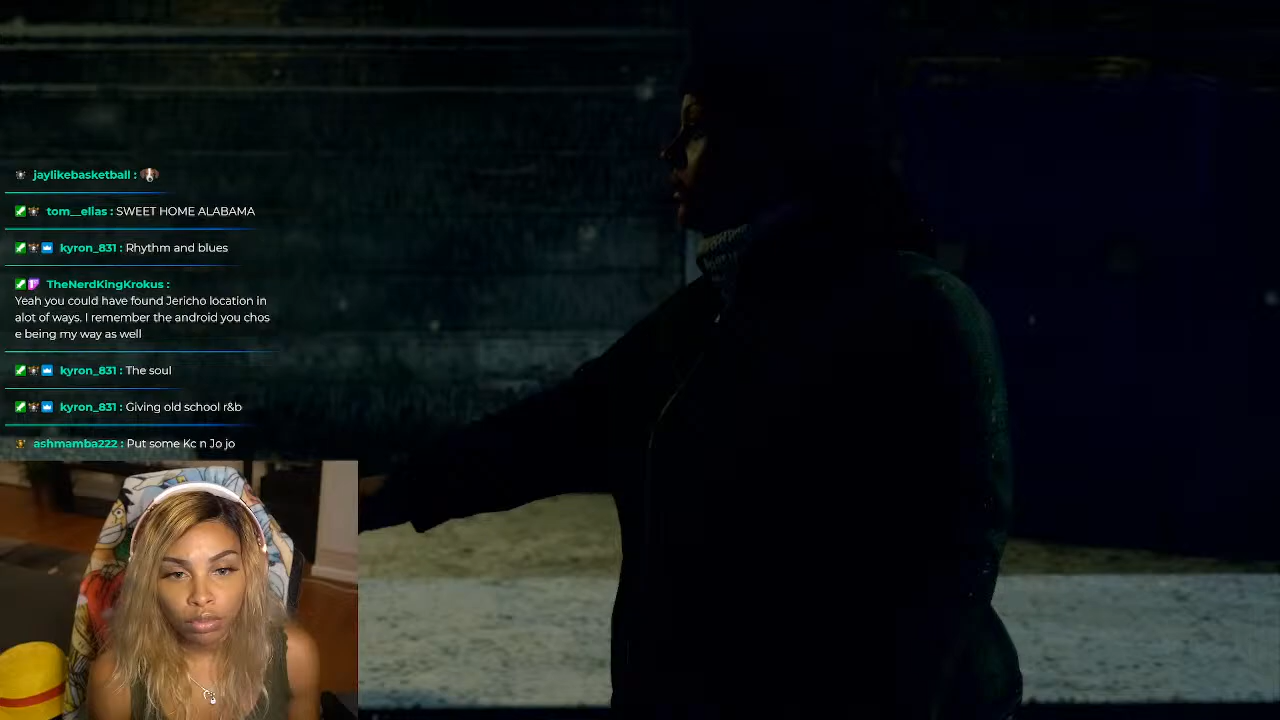 jaylikebasketball :
tom__elias : SWEET HOME ALABAMA
kyron_831 : Rhythm and blues
TheNerdKingKrokus :
Yeah you could have found Jericho location in
alot of ways. I remember the android you chos
e being my way as well
kyron_831 : The soul
kyron_831 : Giving old school r&b
ashmamba222 : Put some Kc n Jo jo